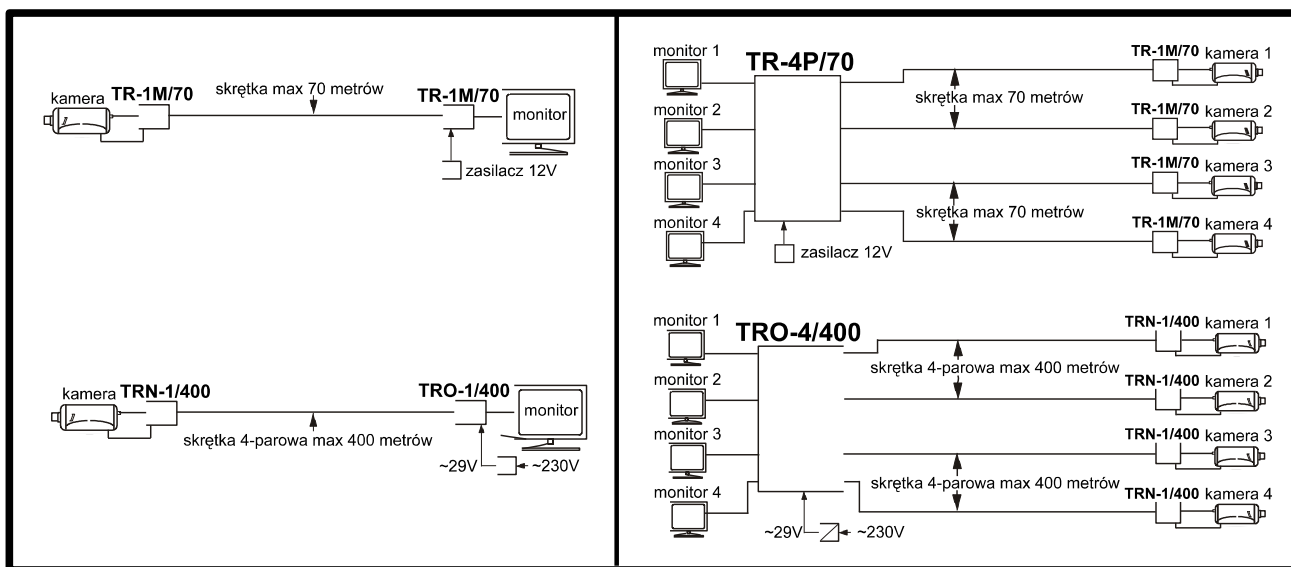 kamera
TR-1M/70
skrętka max 70 metrów
TR-1M/70
monitor
zasilacz 12V
kamera
TRN-1/400
skrętka 4-parowa max 400 metrów
TRO-1/400
monitor
~29V
~230V
monitor 1
TR-4P/70
TR-1M/70 kamera 1
skrętka max 70 metrów
monitor 2
TR-1M/70 kamera 2
monitor 3
TR-1M/70 kamera 3
skrętka max 70 metrów
monitor 4
TR-1M/70 kamera 4
zasilacz 12V
monitor 1
TRO-4/400
TRN-1/400 kamera 1
skrętka 4-parowa max 400 metrów
monitor 2
TRN-1/400 kamera 2
monitor 3
TRN-1/400 kamera 3
skrętka 4-parowa max 400 metrów
monitor 4
TRN-1/400 kamera 4
~29V
~230V